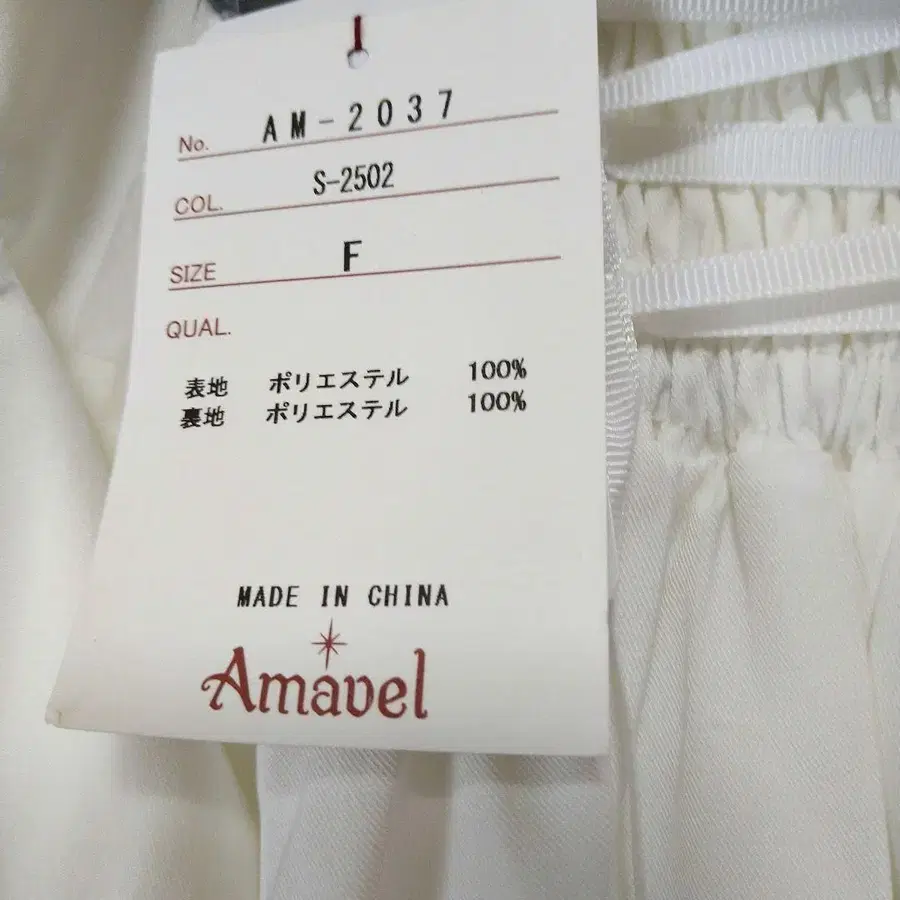 No. AM-2037
COL. S-2502
SIZE F
QUAL.
表地 ポリエステル 100%
裏地 ポリエステル 100%
MADE IN CHINA
Amavel